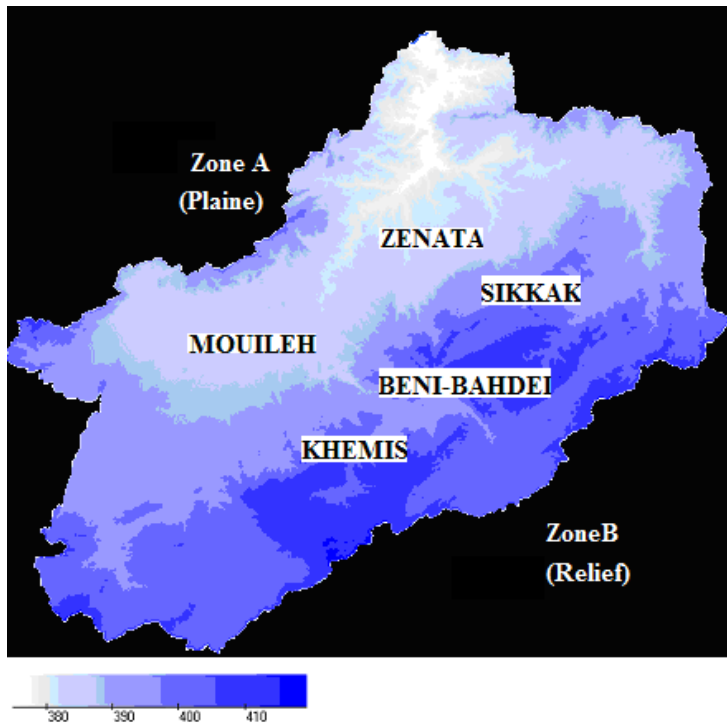 Zone A
(Plaine)
ZENATA
SIKKAK
MOUILEH
BENI-BAHDEI
KHEMIS
ZoneB
(Relief)
380 390 400 410